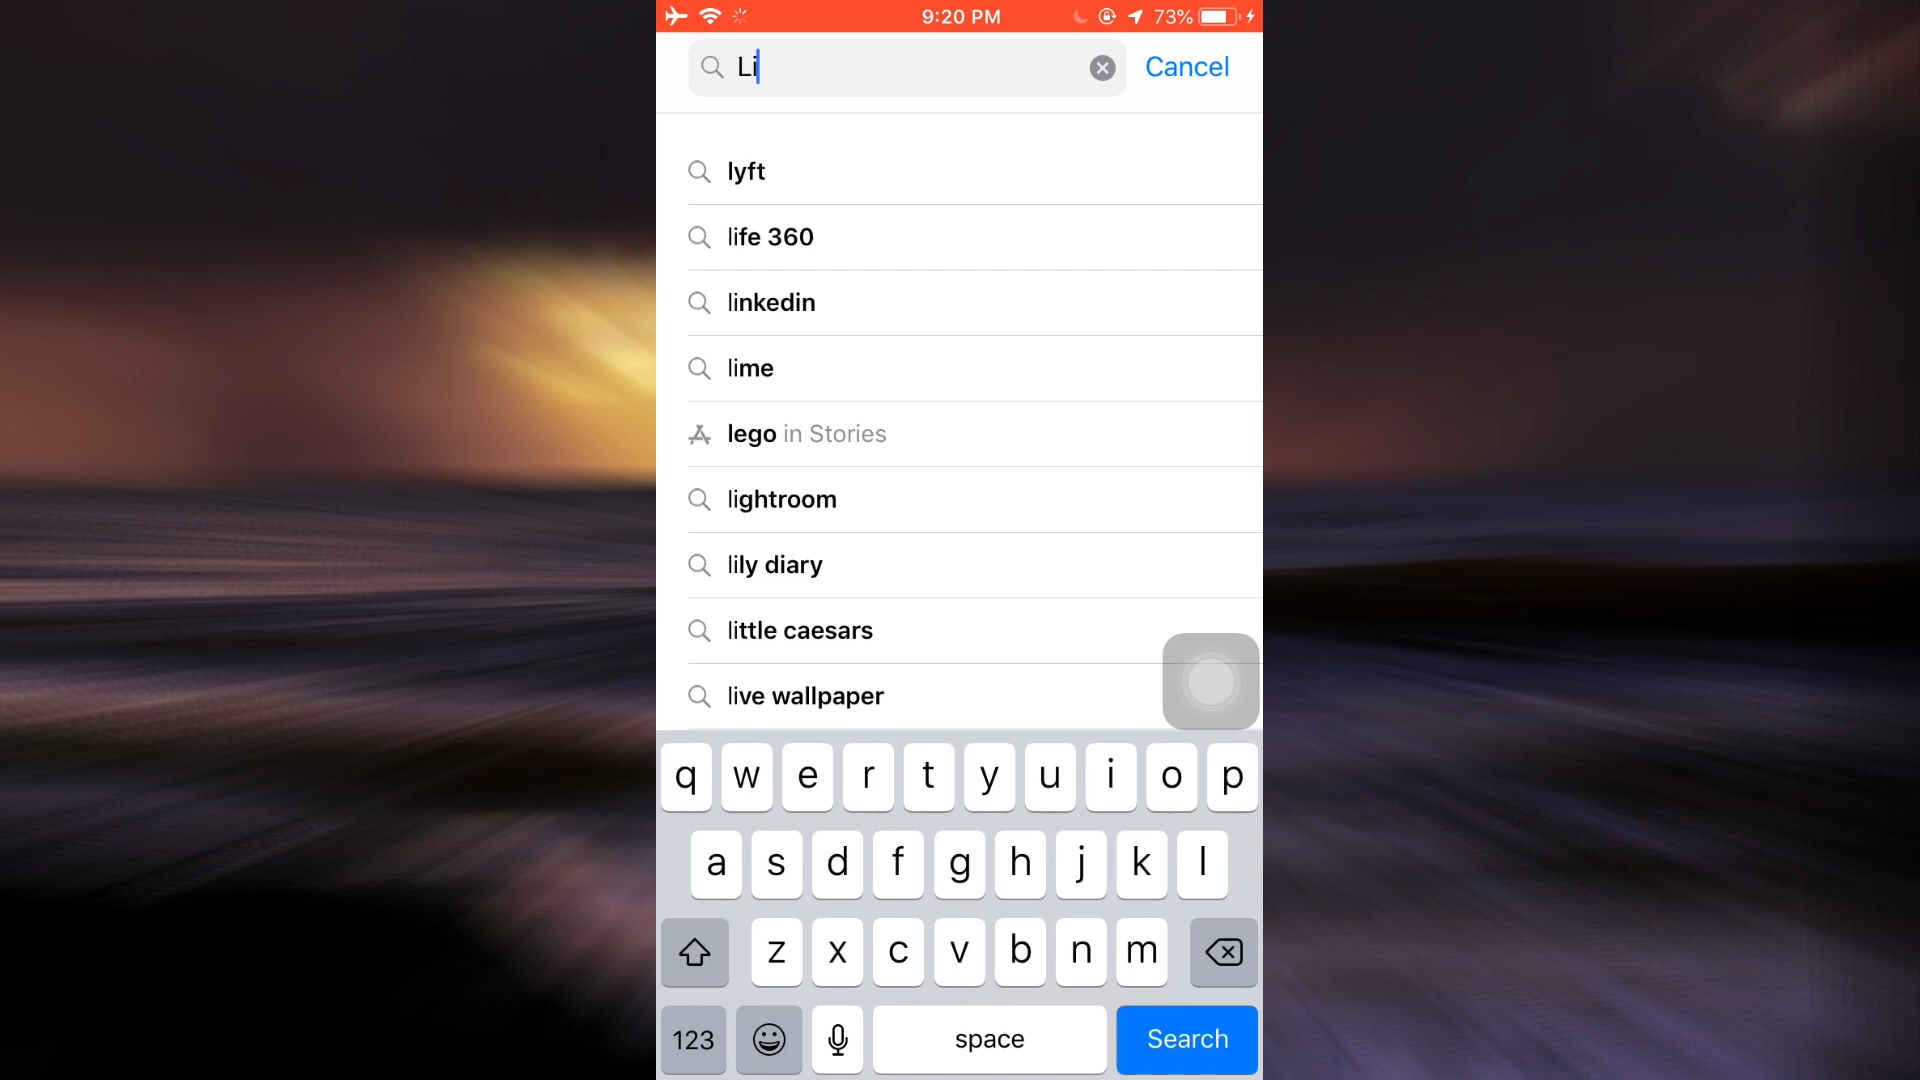 9:20 PM
73%
Li
Cancel
lyft
life 360
linkedin
lime
lego in Stories
lightroom
lily diary
little caesars
live wallpaper
q w e r t y u i o p
a s d f g h j k l
z x c v b n m
123 space Search